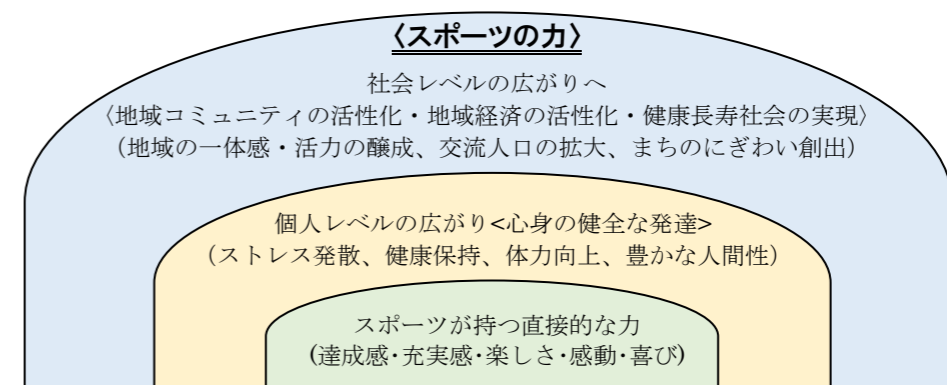 〈スポーツの力〉
社会レベルの広がりへ
〈地域コミュニティの活性化・地域経済の活性化・健康長寿社会の実現〉
（地域の一体感・活力の醸成、交流人口の拡大、まちのにぎわい創出）
個人レベルの広がり<心身の健全な発達>
（ストレス発散、健康保持、体力向上、豊かな人間性）
スポーツが持つ直接的な力
(達成感・充実感・楽しさ・感動・喜び)